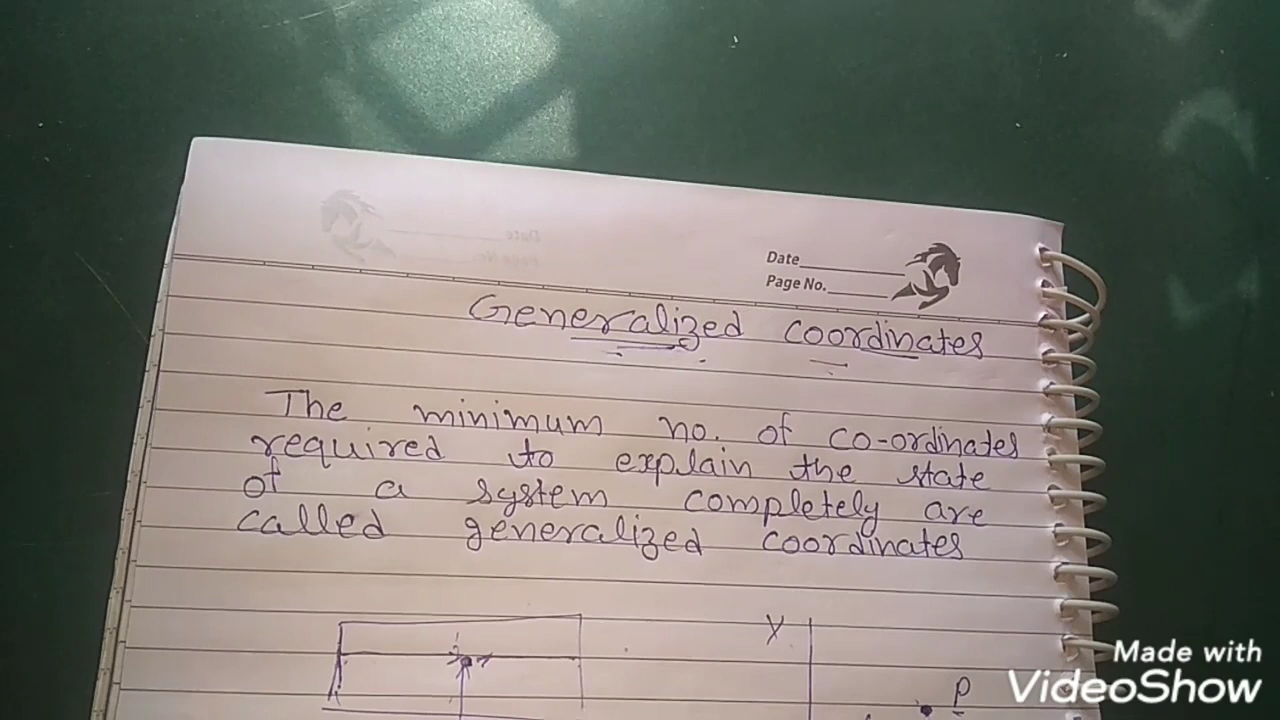 Date
Page No.
Generalized coordinates
The minimum no. of co-ordinates
required to explain the state
of a system completely are
called generalized coordinates
Y
P
Made with
VideoShow